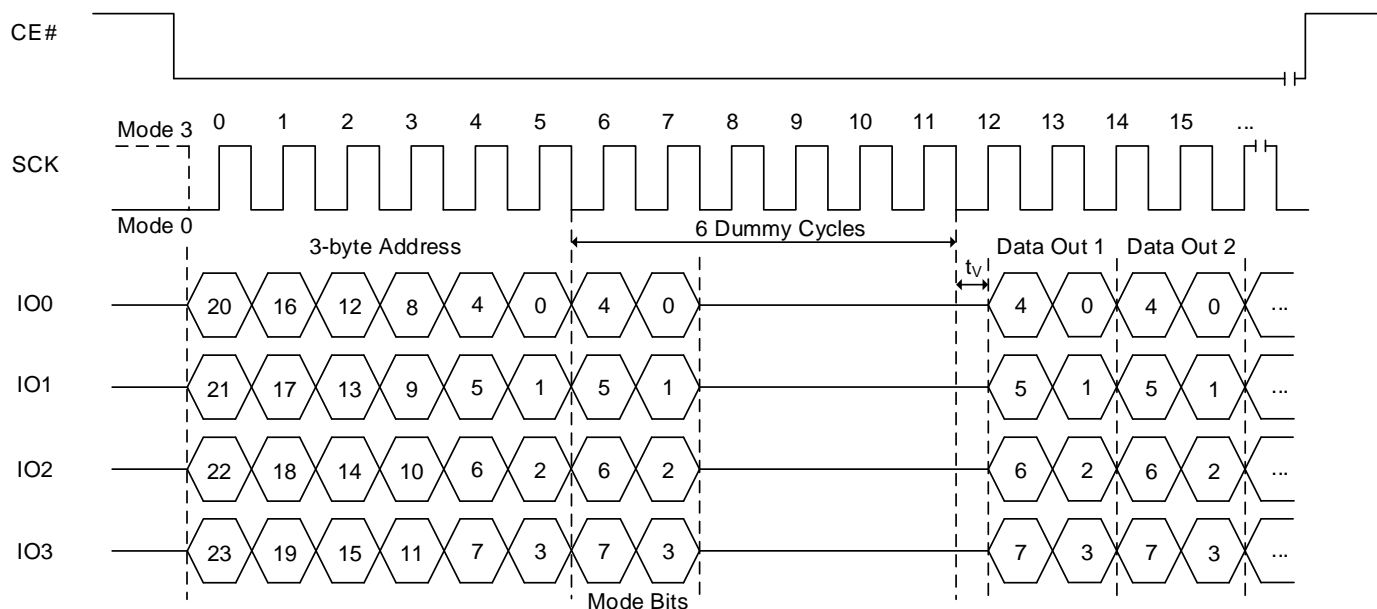 CE#
Mode 3 0 1 2 3 4 5 6 7 8 9 10 11 12 13 14 15 ...
SCK
Mode 0
6 Dummy Cycles
3-byte Address Data Out 1 Data Out 2
tV
IO0 20 16 12 8 4 0 4 0 4 0 4 0 ...
IO1 21 17 13 9 5 1 5 1 5 1 5 1 ...
IO2 22 18 14 10 6 2 6 2 6 2 6 2 ...
IO3 23 19 15 11 7 3 7 3 7 3 7 3 ...
Mode Bits